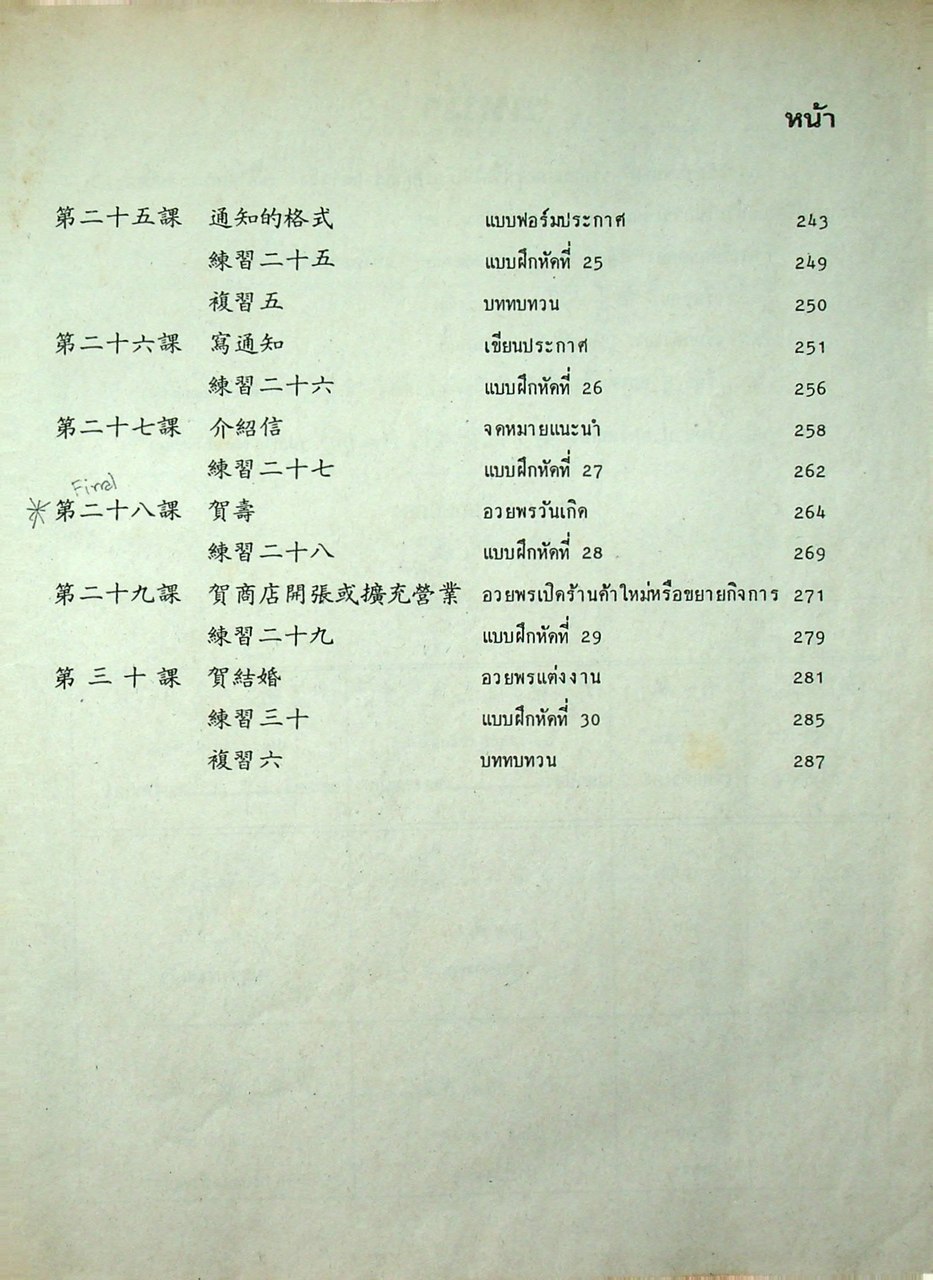 หน้า
第二十五課 通知的格式 แบบฟอร์มประกาศ 243
練習二十五 แบบฝึกหัดที่ 25 249
複習五 บททบทวน 250
第二十六課 寫通知 เขียนประกาศ 251
練習二十六 แบบฝึกหัดที่ 26 256
第二十七課 介紹信 จดหมายแนะนำ 258
練習二十七 แบบฝึกหัดที่ 27 262
Final
*第二十八課 賀壽 อวยพรวันเกิด 264
練習二十八 แบบฝึกหัดที่ 28 269
第二十九課 賀商店開張或擴充營業 อวยพรเปิดร้านค้าใหม่หรือขยายกิจการ 271
練習二十九 แบบฝึกหัดที่ 29 279
第三十課 賀結婚 อวยพรแต่งงาน 281
練習三十 แบบฝึกหัดที่ 30 285
複習六 บททบทวน 287